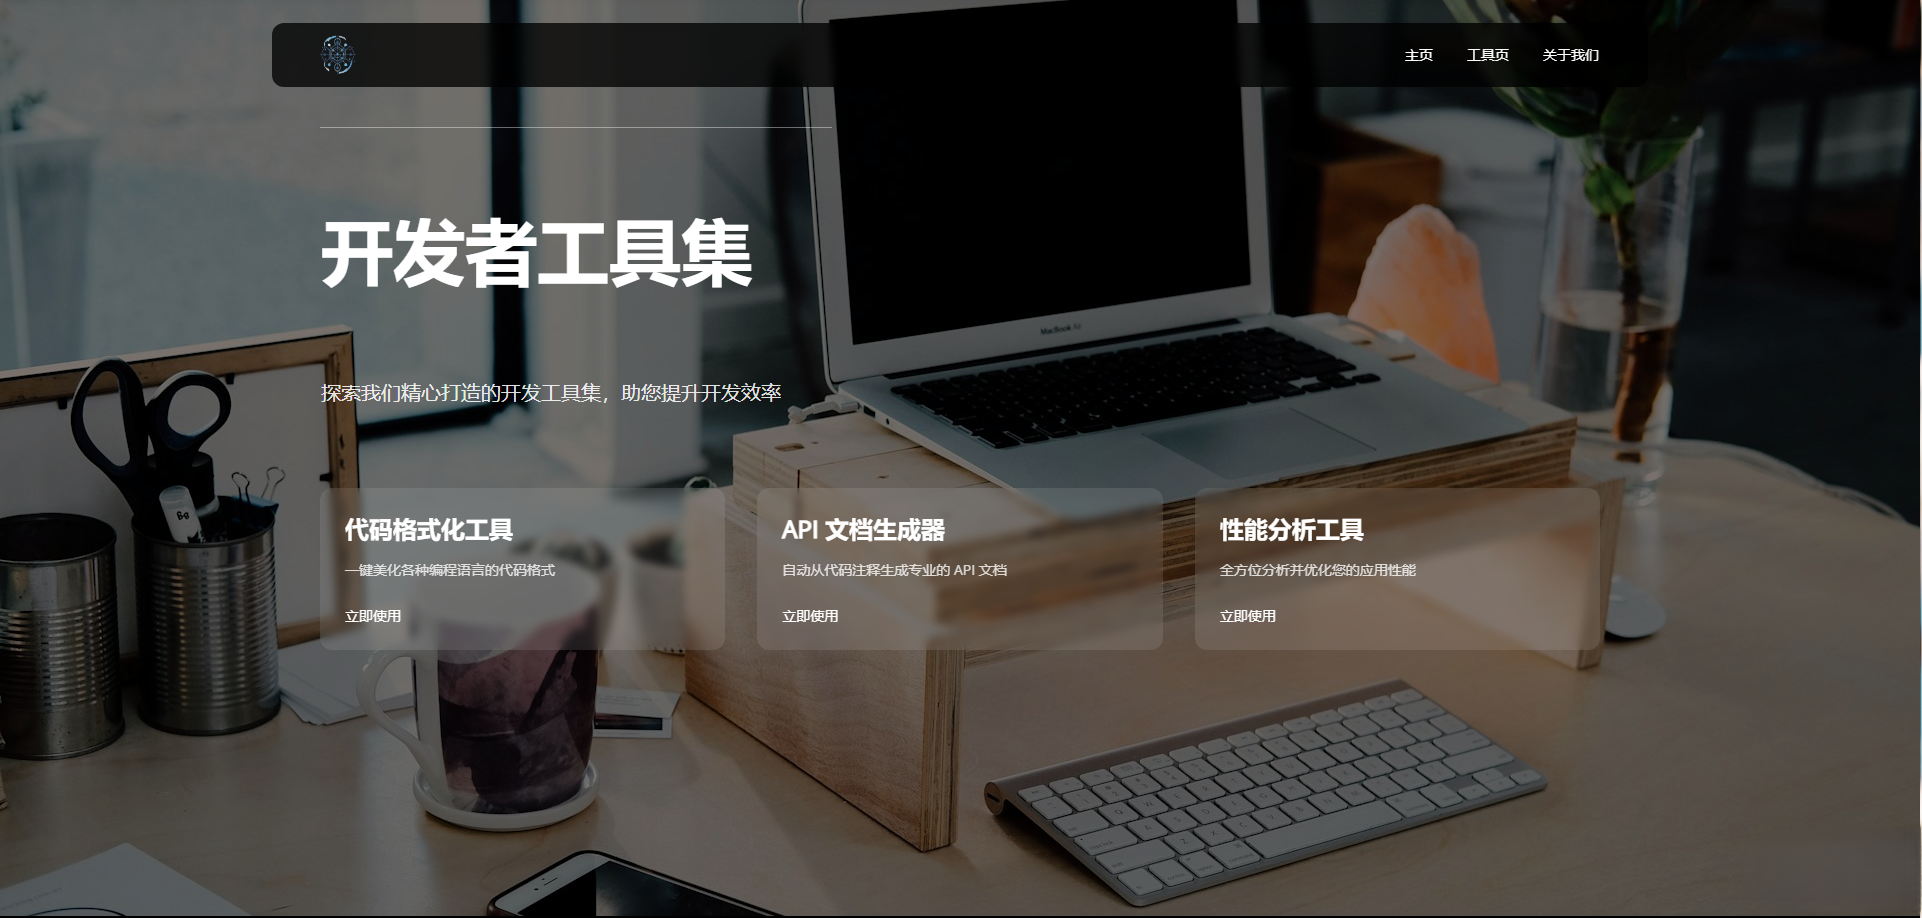 主页 工具页 关于我们
开发者工具集
探索我们精心打造的开发工具集，助您提升开发效率
MacBook Air
代码格式化工具
一键美化各种编程语言的代码格式
立即使用
API 文档生成器
自动从代码注释生成专业的 API 文档
立即使用
性能分析工具
全方位分析并优化您的应用性能
立即使用